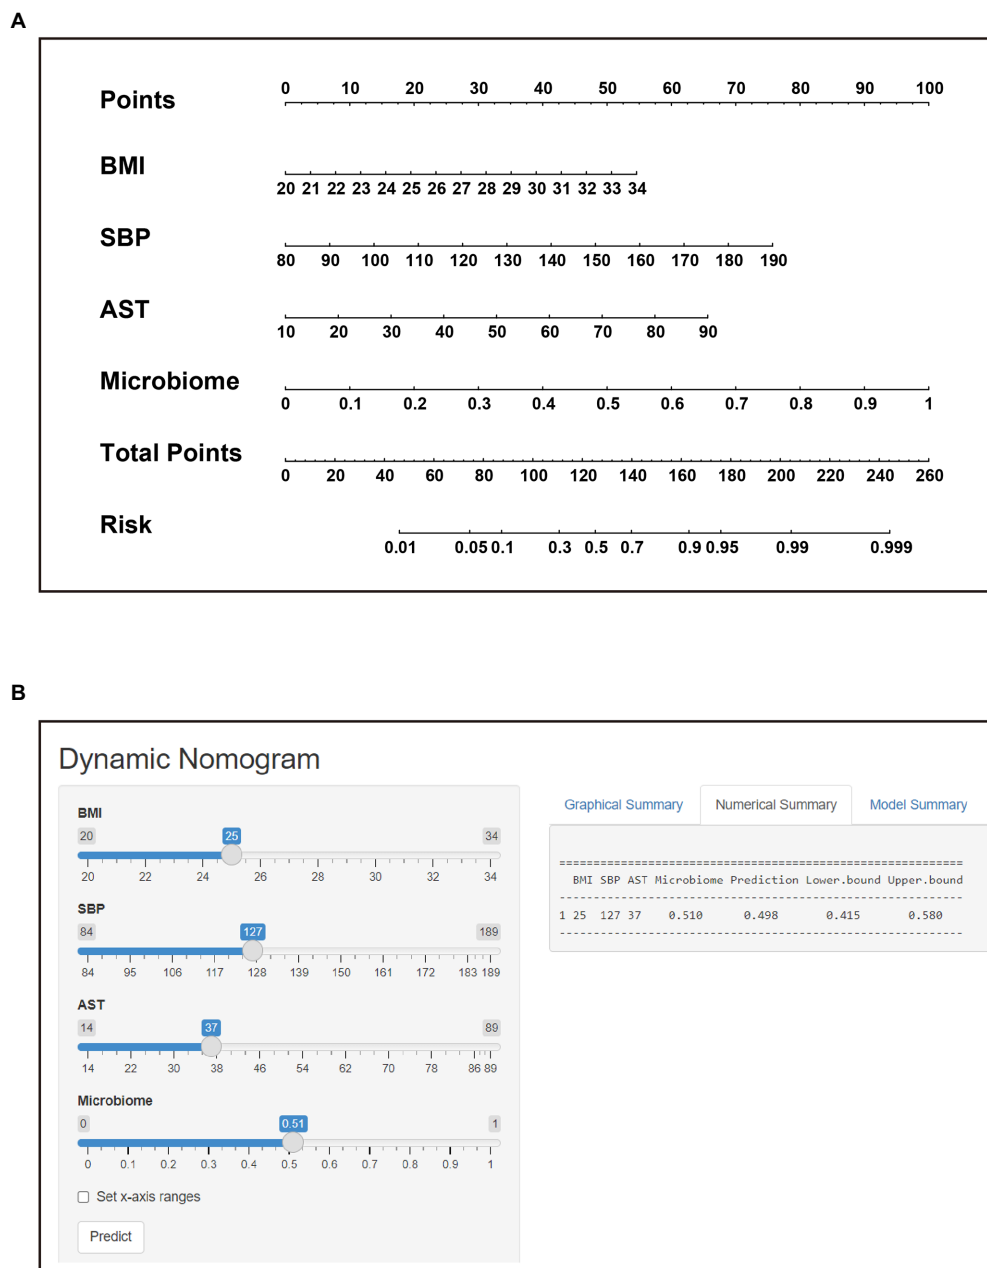 A
Points 0 10 20 30 40 50 60 70 80 90 100
BMI
20 21 22 23 24 25 26 27 28 29 30 31 32 33 34
SBP
80 90 100 110 120 130 140 150 160 170 180 190
AST
10 20 30 40 50 60 70 80 90
Microbiome
0 0.1 0.2 0.3 0.4 0.5 0.6 0.7 0.8 0.9 1
Total Points
0 20 40 60 80 100 120 140 160 180 200 220 240 260
Risk
0.01 0.05 0.1 0.3 0.5 0.7 0.9 0.95 0.99 0.999
B
Dynamic Nomogram
BMI
20 25 34
20 22 24 26 28 30 32 34
SBP
84 127 189
84 95 106 117 128 139 150 161 172 183 189
AST
14 37 89
14 22 30 38 46 54 62 70 78 86 89
Microbiome
0 0.51 1
0 0.1 0.2 0.3 0.4 0.5 0.6 0.7 0.8 0.9 1
Set x-axis ranges
Predict
Graphical Summary Numerical Summary Model Summary
BMI SBP AST Microbiome Prediction Lower.bound Upper.bound
1 25 127 37 0.510 0.498 0.415 0.580